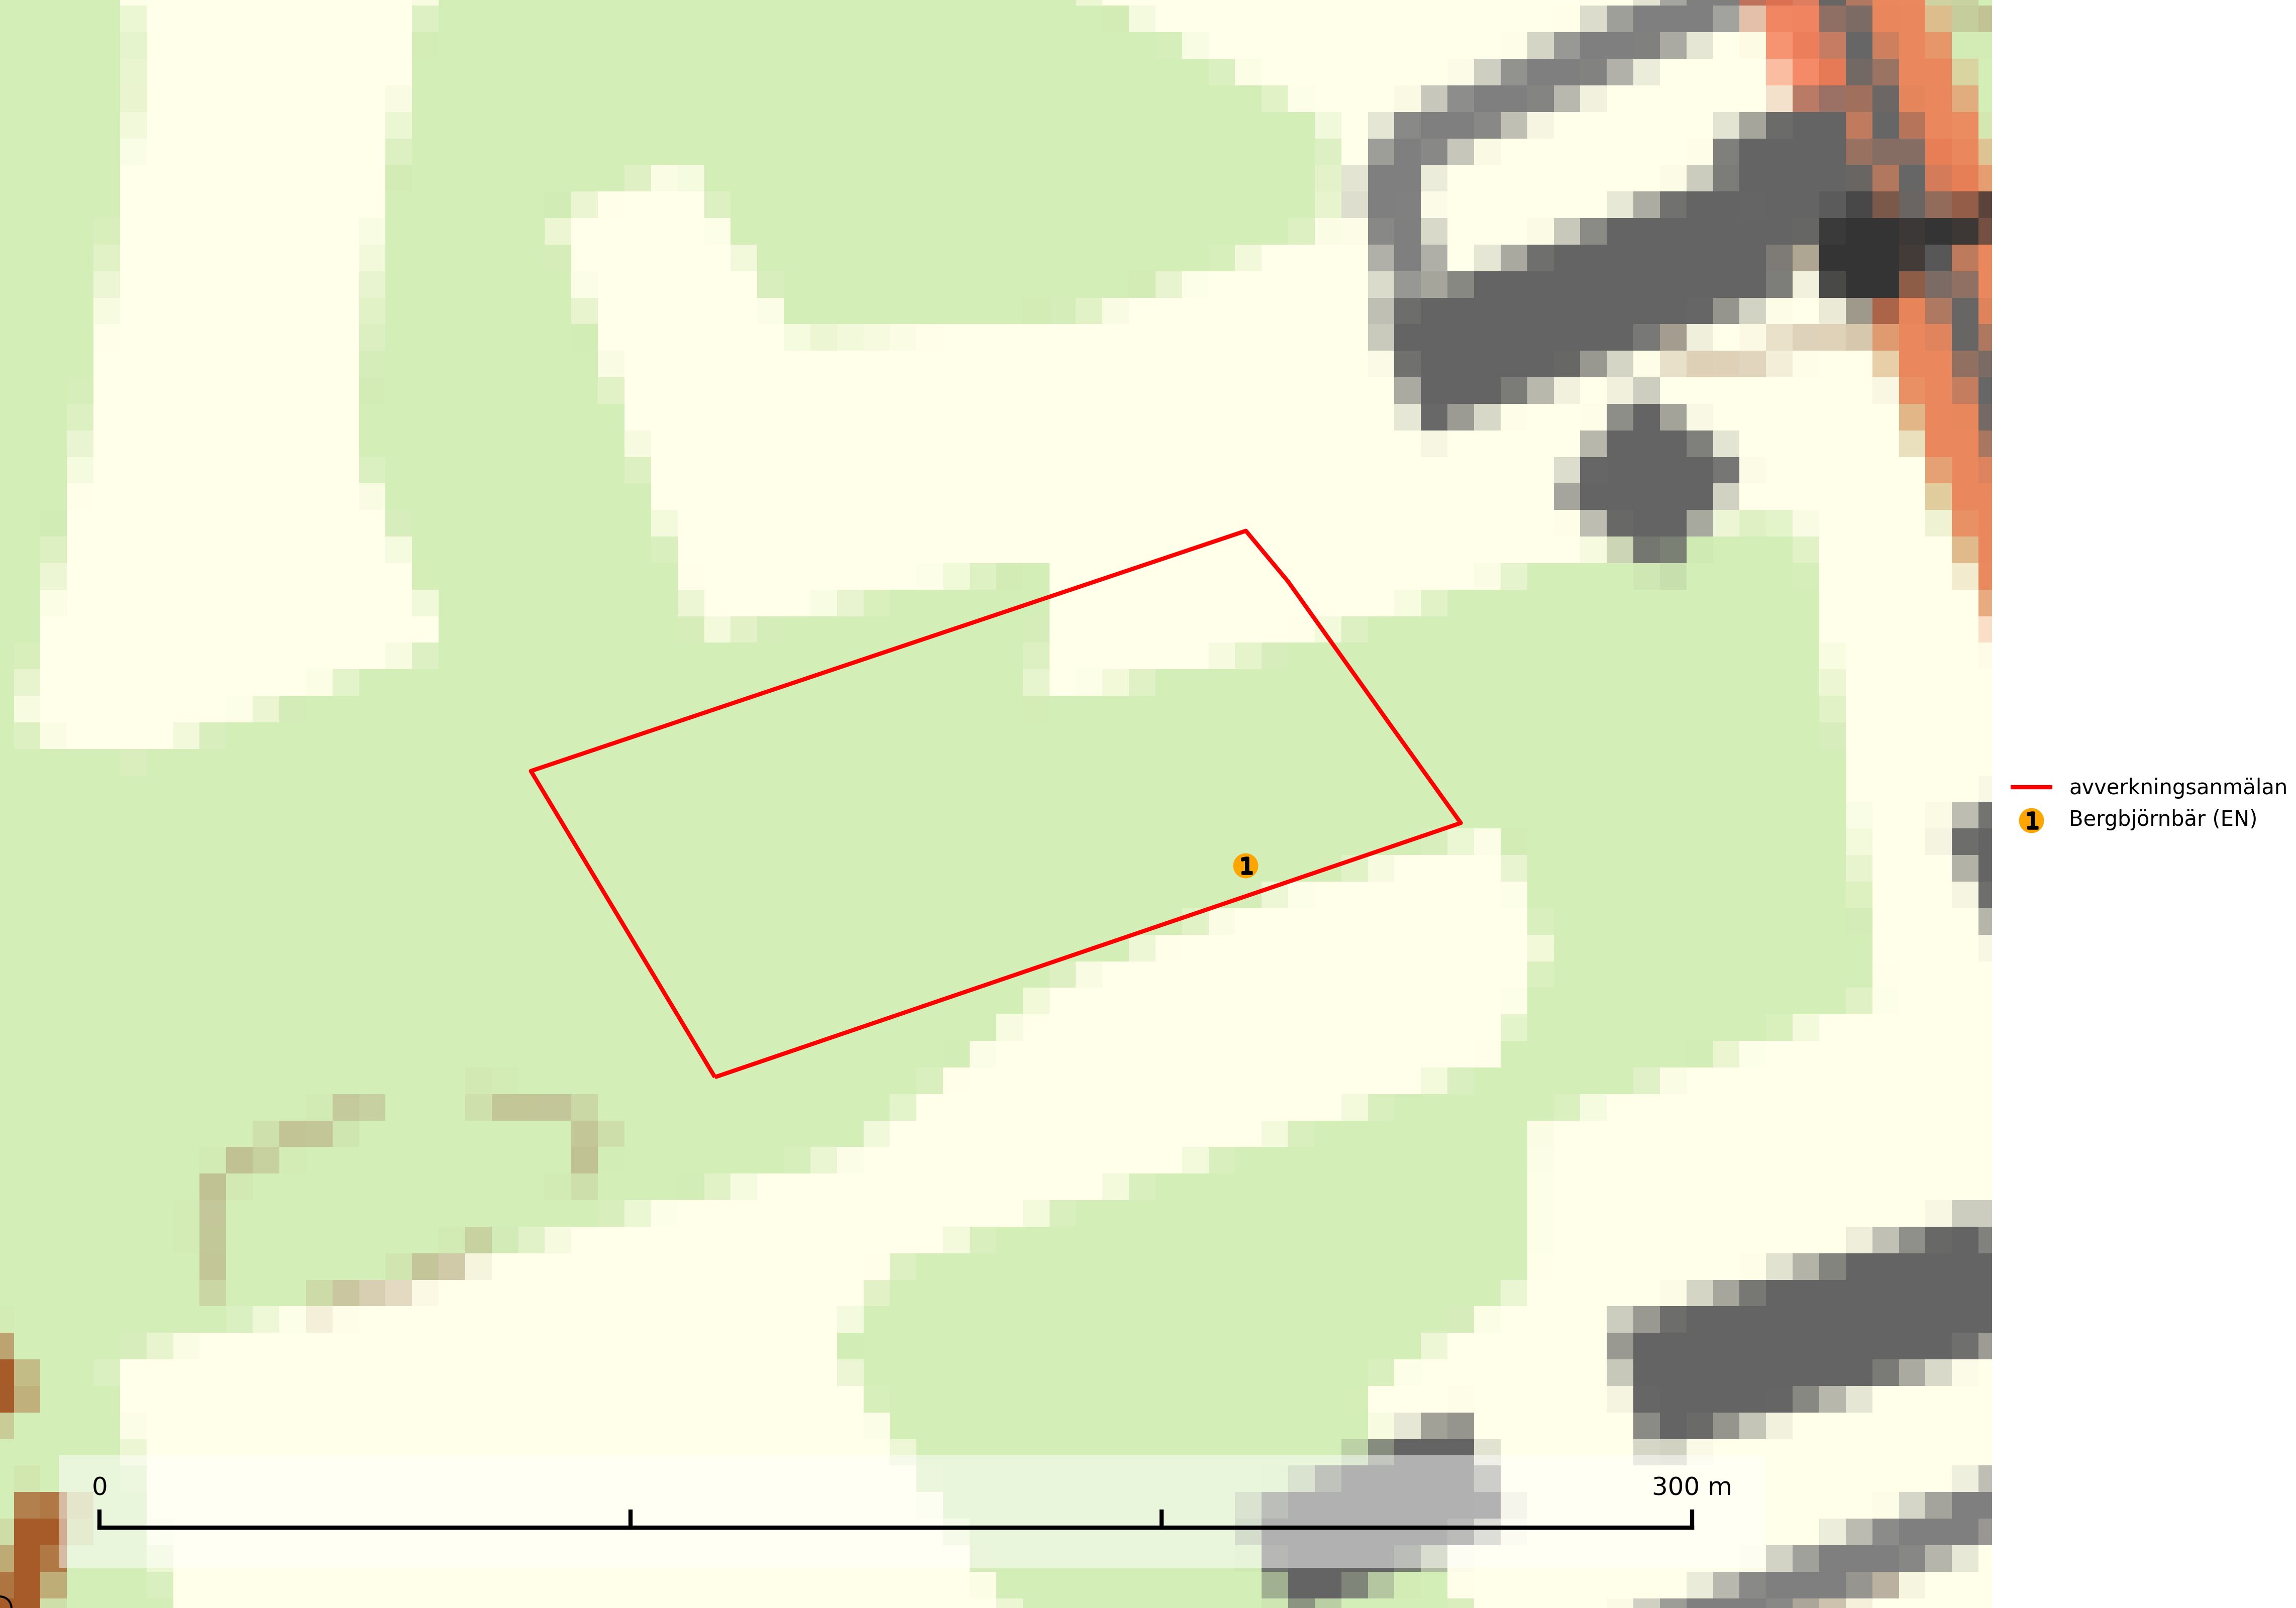 1
avverkningsanmälan
1 Bergbjörnbär (EN)
0 300 m